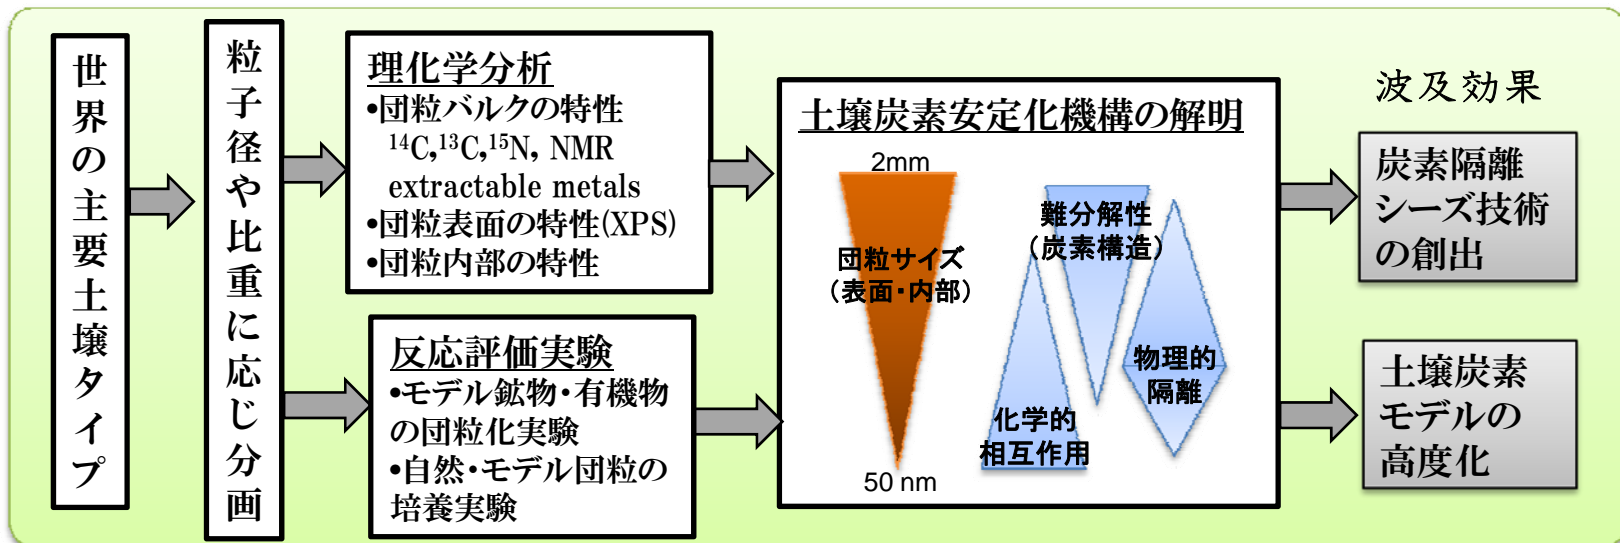 世界の主要土壌タイプ
粒子径や比重に応じ分画
理化学分析
•団粒バルクの特性
¹⁴C,¹³C,¹⁵N, NMR
extractable metals
•団粒表面の特性(XPS)
•団粒内部の特性
反応評価実験
•モデル鉱物・有機物
の団粒化実験
•自然・モデル団粒の
培養実験
土壌炭素安定化機構の解明
2mm
団粒サイズ
（表面・内部）
50 nm
難分解性
（炭素構造）
化学的
相互作用
物理的
隔離
波及効果
炭素隔離
シーズ技術
の創出
土壌炭素
モデルの
高度化